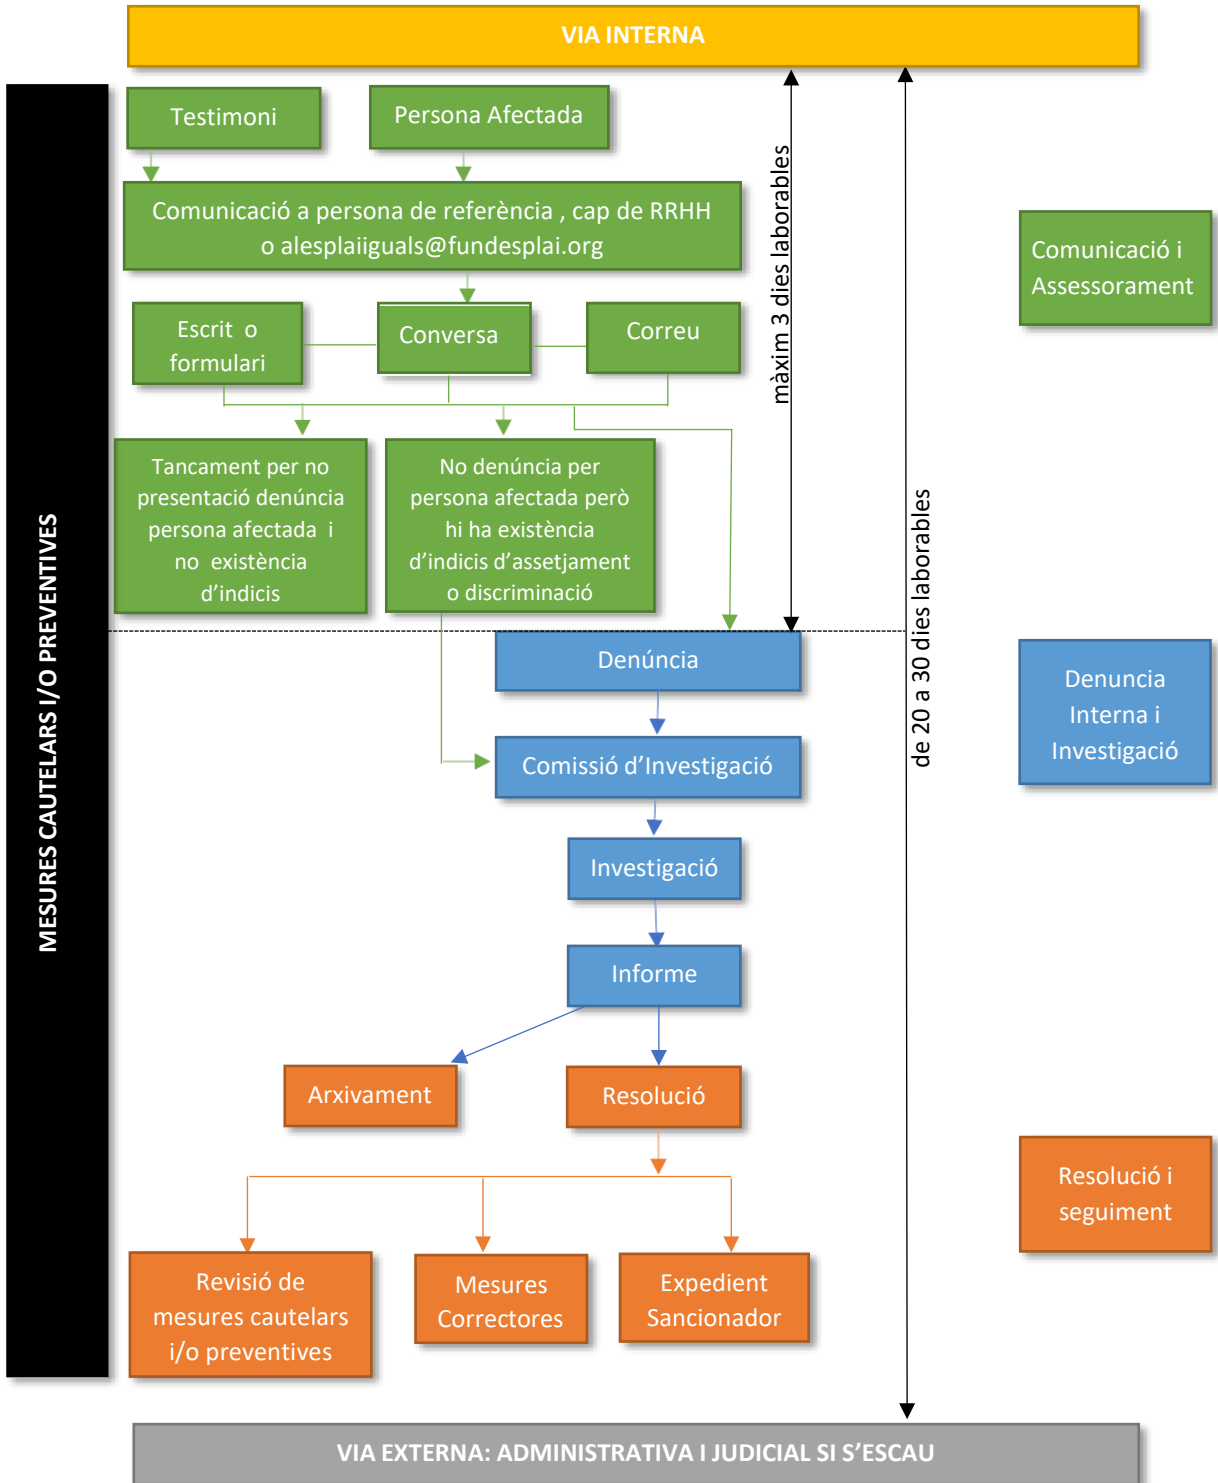 VIA INTERNA
Testimoni
Persona Afectada
Comunicació a persona de referència , cap de RRHH
o alesplaiiguals@fundesplai.org
Escrit o
formulari
Conversa
Correu
Tancament per no
presentació denúncia
persona afectada i
no existència
d’indicis
No denúncia per
persona afectada però
hi ha existència
d’indicis d’assetjament
o discriminació
màxim 3 dies laborables
de 20 a 30 dies laborables
Comunicació i
Assessorament
MESURES CAUTELARS I/O PREVENTIVES
Denúncia
Comissió d’Investigació
Investigació
Informe
Denuncia
Interna i
Investigació
Arxivament
Resolució
Revisió de
mesures cautelars
i/o preventives
Mesures
Correctores
Expedient
Sancionador
Resolució i
seguiment
VIA EXTERNA: ADMINISTRATIVA I JUDICIAL SI S’ESCAU